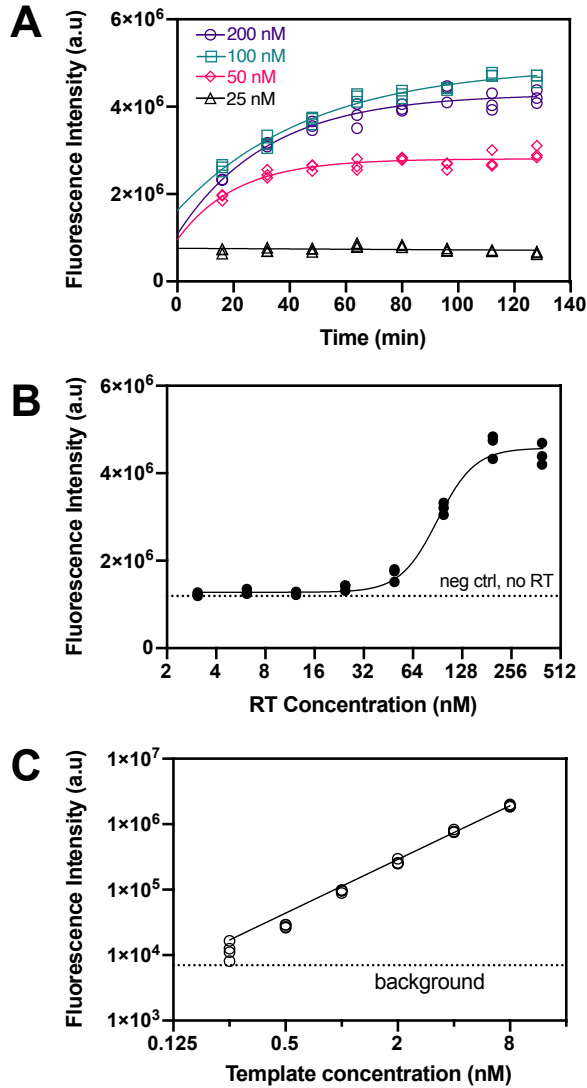 A
Fluorescence Intensity (a.u)
6×10⁶
4×10⁶
2×10⁶
0
200 nM
100 nM
50 nM
25 nM
0 20 40 60 80 100 120 140
Time (min)
B
Fluorescence Intensity (a.u)
6×10⁶
4×10⁶
2×10⁶
0
neg ctrl, no RT
2 4 8 16 32 64 128 256 512
RT Concentration (nM)
C
Fluorescence Intensity (a.u)
1×10⁷
1×10⁶
1×10⁵
1×10⁴
1×10³
background
0.125 0.5 2 8
Template concentration (nM)